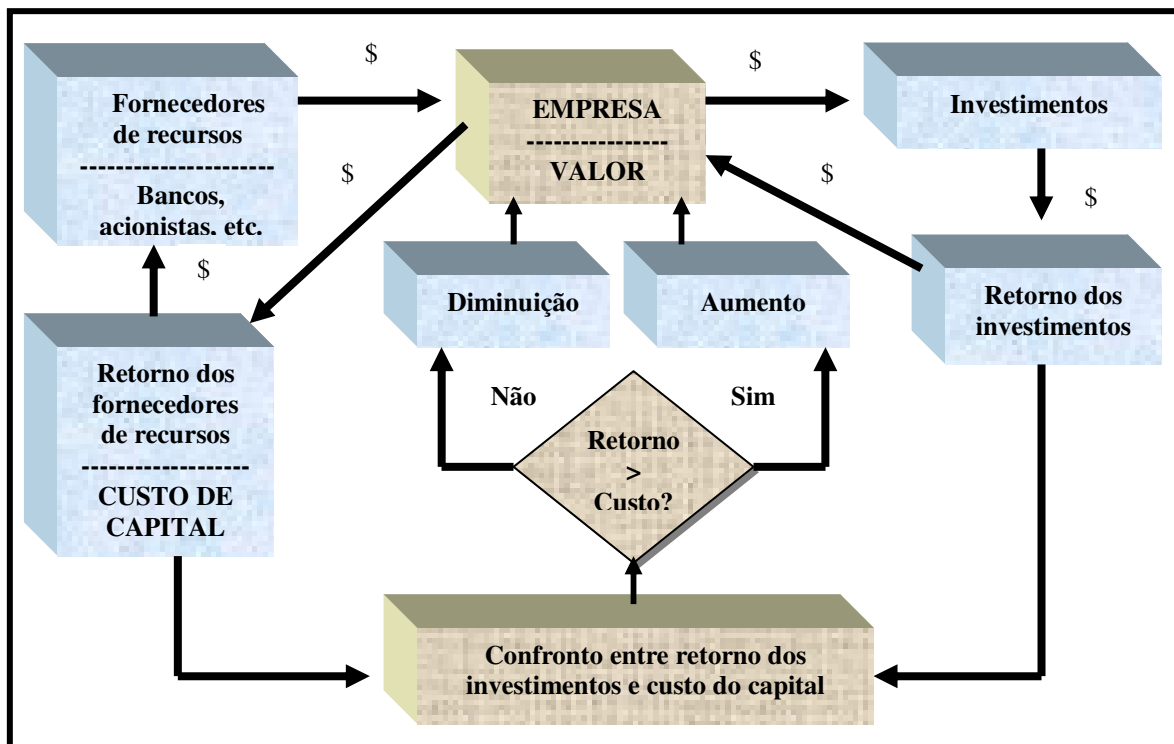 $
$
Fornecedores
de recursos
--------------------
Bancos,
acionistas, etc.
EMPRESA
----------------
VALOR
Investimentos
$
$
$
$
Diminuição
Aumento
Retorno dos
investimentos
Retorno dos
fornecedores
de recursos
--------------------
CUSTO DE
CAPITAL
Não
Sim
Retorno
>
Custo?
Confronto entre retorno dos
investimentos e custo do capital